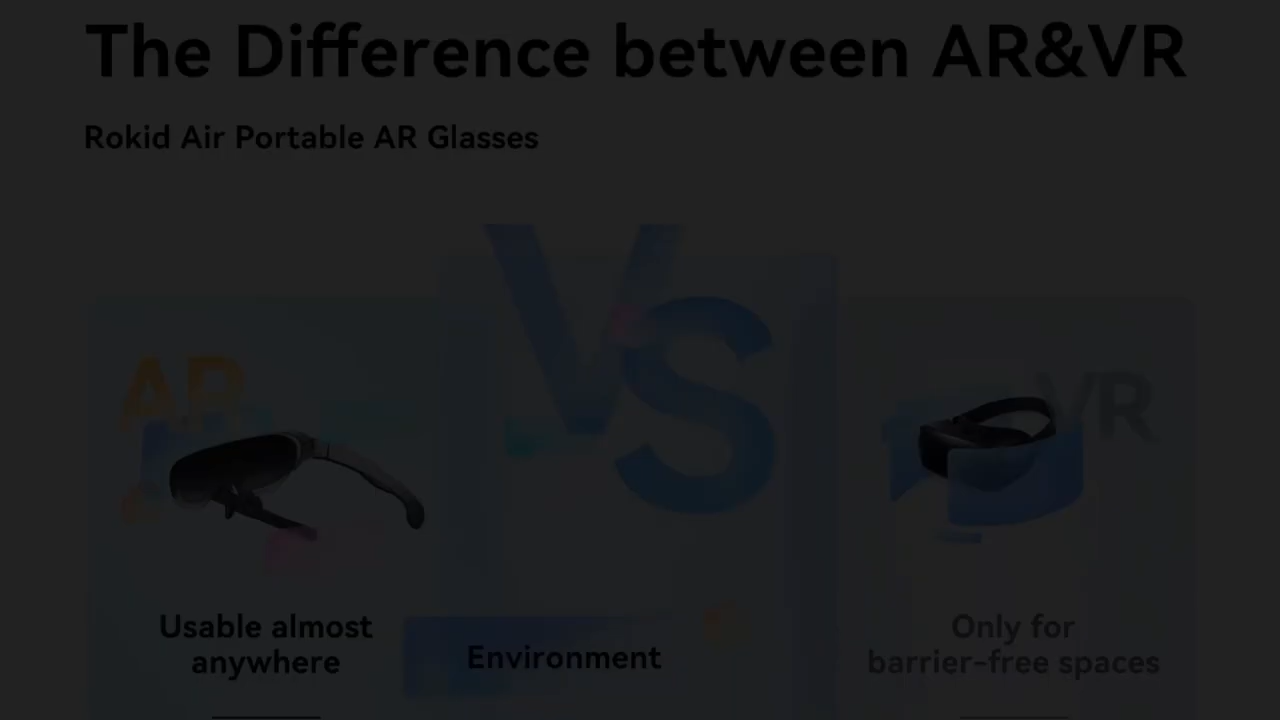 The Difference between AR&VR
Rokid Air Portable AR Glasses
VS
AR
VR
Usable almost
anywhere
Environment
Only for
barrier-free spaces